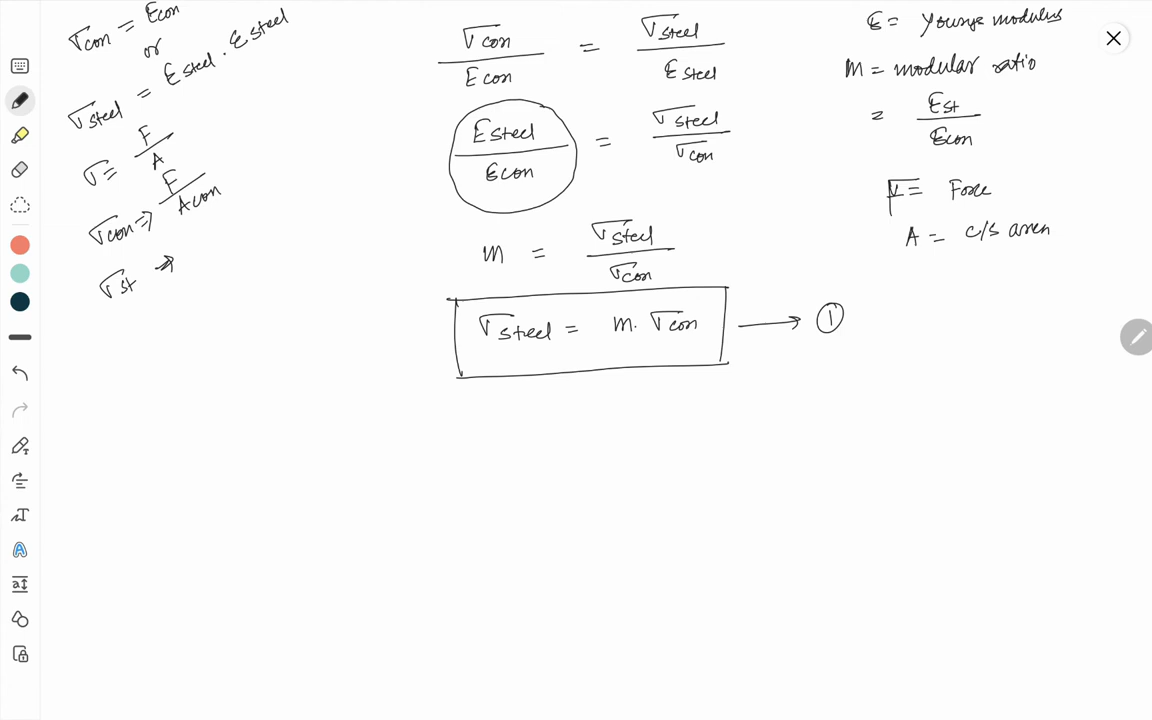 σcon = Econ
or
σsteel = Esteel . εsteel
σ = F/A
σcon ⇒ F/Acon
σst →
σcon/Econ = σsteel/Esteel
Esteel/Econ = σsteel/σcon
m = σsteel/σcon
σsteel = m. σcon → ①
E = Youngs modulus
M = modular ratio
= Est/Econ
F = Force
A = c/s area